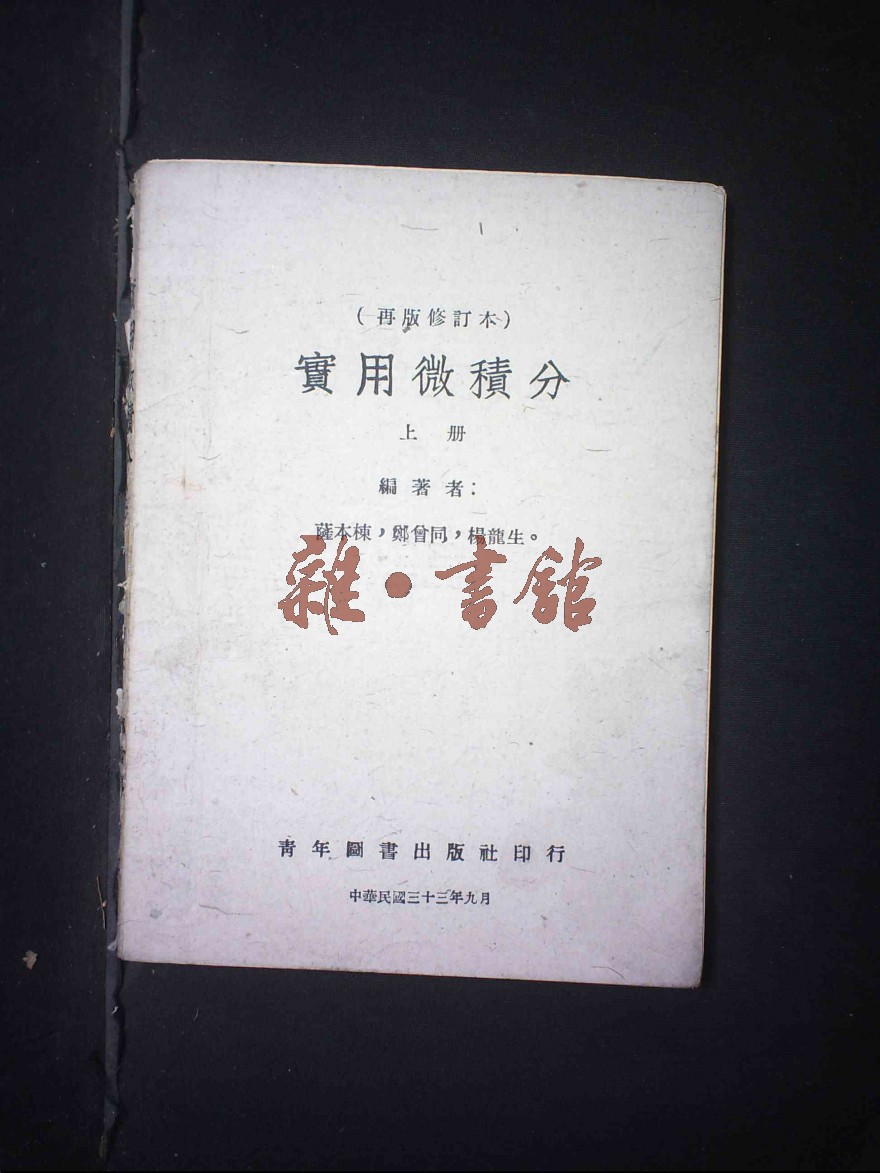 (再版修訂本)
實用微積分
上册
編著者:
薩本棟,鄭曾同,楊龍生。
雜·書館
青年圖書出版社印行
中華民國三十三年九月